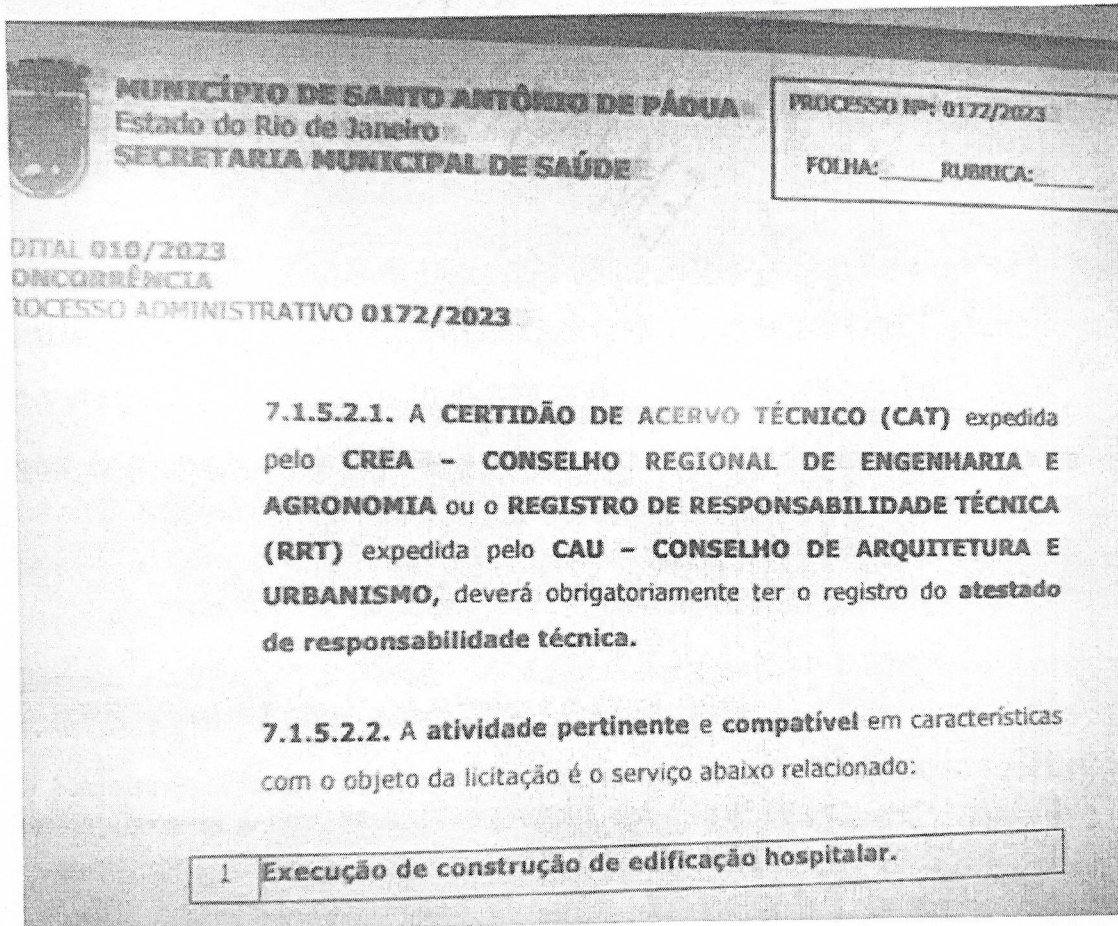 MUNICÍPIO DE SANTO ANTÔNIO DE PÁDUA
Estado do Rio de Janeiro
SECRETARIA MUNICIPAL DE SAÚDE
PROCESSO Nº: 0172/2023
FOLHA:_____RUBRICA:_____
DITAL 010/2023
ONCORRÊNCIA
ROCESSO ADMINISTRATIVO 0172/2023
7.1.5.2.1. A CERTIDÃO DE ACERVO TÉCNICO (CAT) expedida
pelo CREA – CONSELHO REGIONAL DE ENGENHARIA E
AGRONOMIA ou o REGISTRO DE RESPONSABILIDADE TÉCNICA
(RRT) expedida pelo CAU – CONSELHO DE ARQUITETURA E
URBANISMO, deverá obrigatoriamente ter o registro do atestado
de responsabilidade técnica.
7.1.5.2.2. A atividade pertinente e compatível em características
com o objeto da licitação é o serviço abaixo relacionado:
1 Execução de construção de edificação hospitalar.